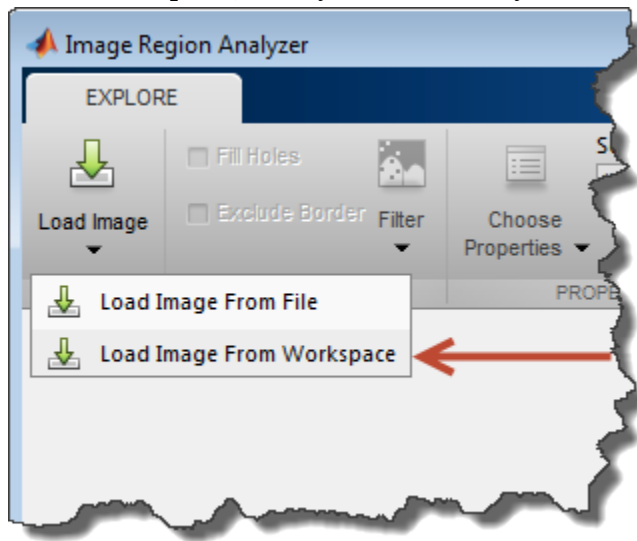 Image Region Analyzer
EXPLORE
Fill Holes
Exclude Border
Load Image
Filter
Choose
Properties
Load Image From File
Load Image From Workspace